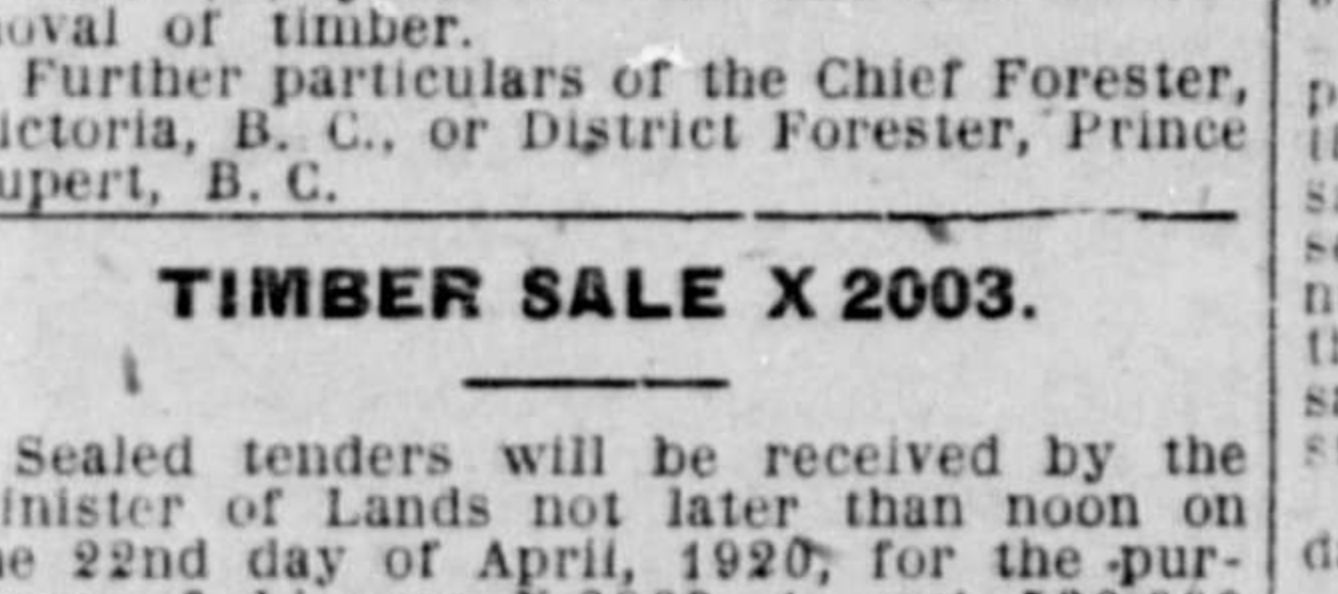 oval of timber.
Further particulars of the Chief Forester,
ictoria, B. C., or District Forester, Prince
upert, B. C.
TIMBER SALE X 2003.
Sealed tenders will be received by the
inister of Lands not later than noon on
e 22nd day of April, 1920, for the pur-